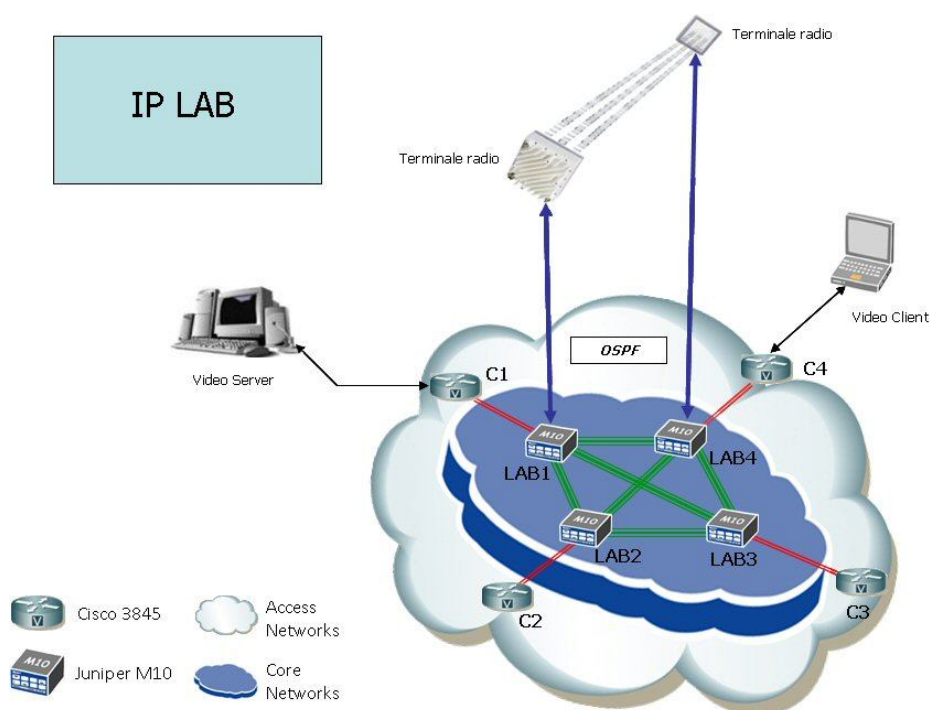 Terminale radio
IP LAB
Terminale radio
Video Client
OSPF
C4
Video Server
C1
V
V
M10
M10
LAB1
LAB4
M10
M10
LAB2
LAB3
V
V
C2
C3
V
Cisco 3845
Access
Networks
M10
Juniper M10
Core
Networks